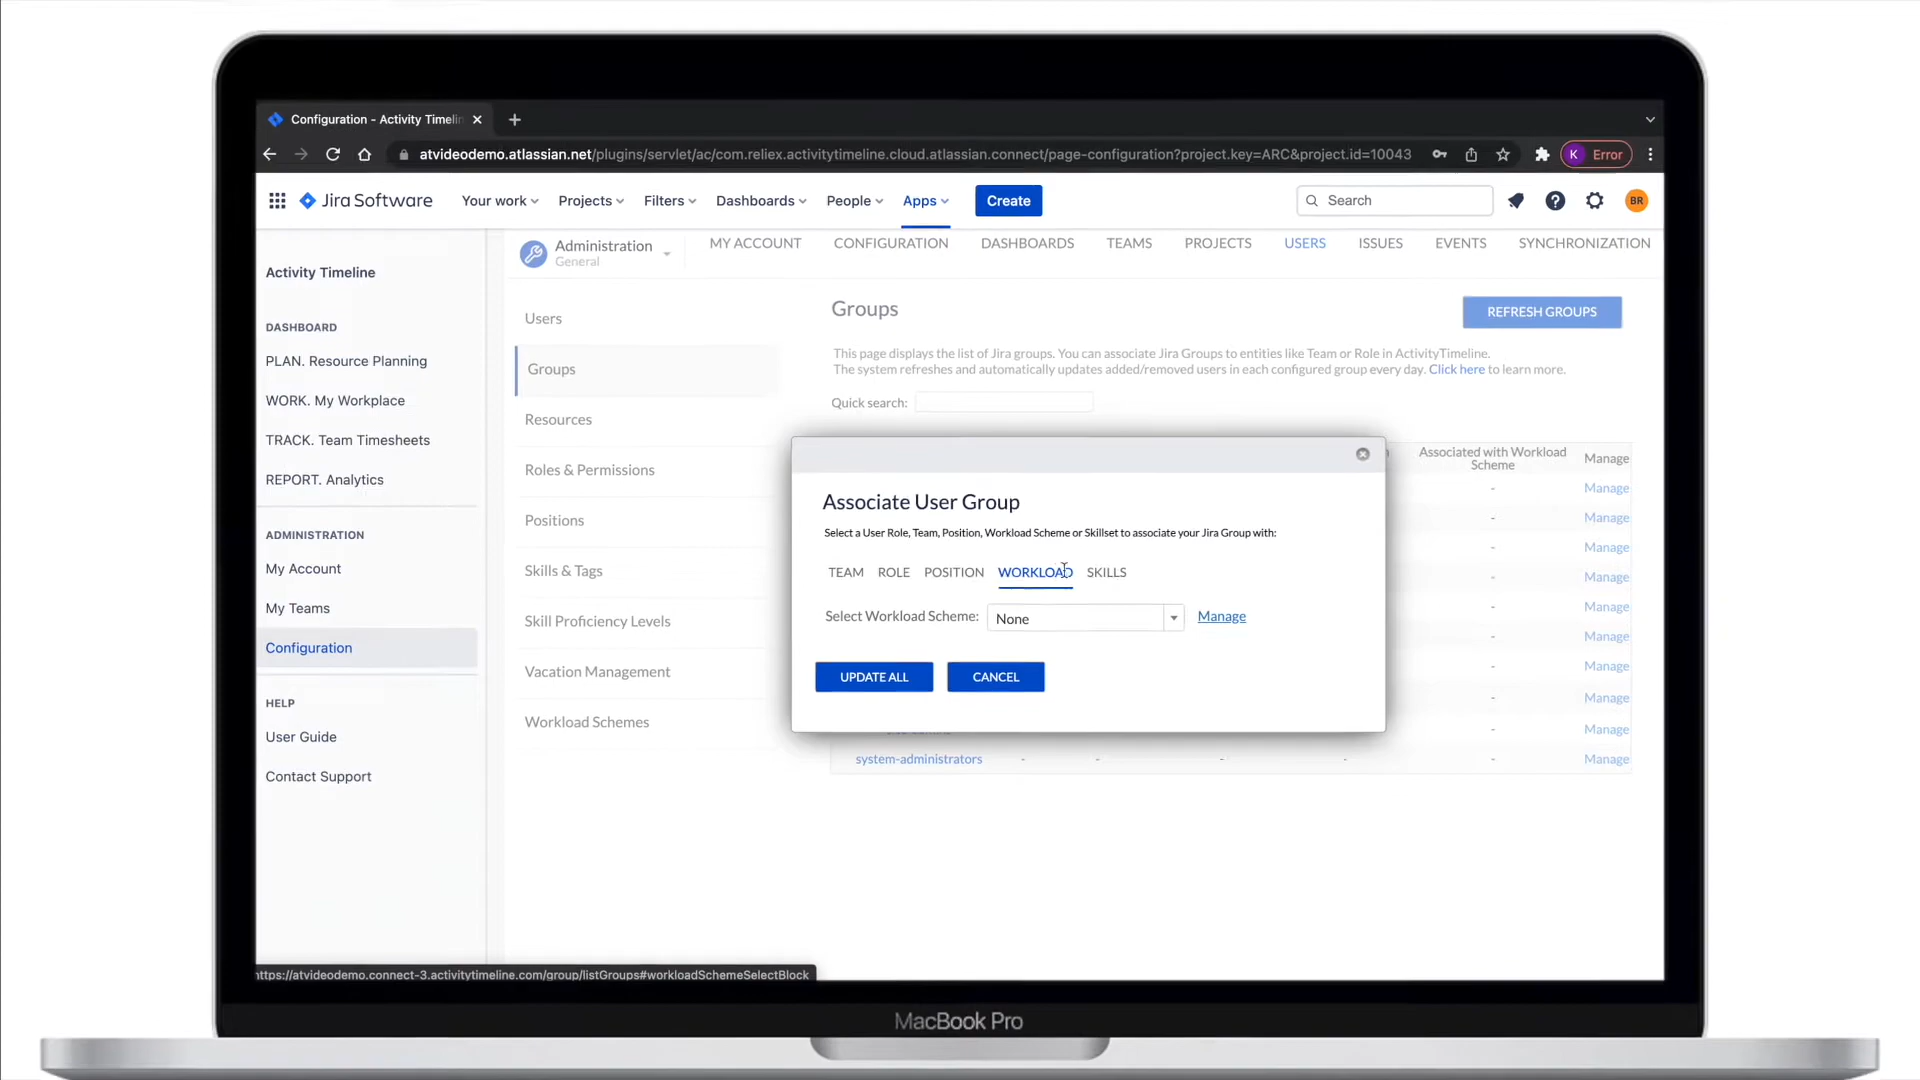 Configuration - Activity Timelin
atvideodemo.atlassian.net/plugins/servlet/ac/com.reliex.activitytimeline.cloud.atlassian.connect/page-configuration?project.key=ARC&project.id=10043
K Error
Jira Software
Your work
Projects
Filters
Dashboards
People
Apps
Create
Search
BR
Activity Timeline
DASHBOARD
PLAN. Resource Planning
WORK. My Workplace
TRACK. Team Timesheets
REPORT. Analytics
ADMINISTRATION
My Account
My Teams
Configuration
HELP
User Guide
Contact Support
Administration
General
MY ACCOUNT
CONFIGURATION
DASHBOARDS
TEAMS
PROJECTS
USERS
ISSUES
EVENTS
SYNCHRONIZATION
Users
Groups
Resources
Roles & Permissions
Positions
Skills & Tags
Skill Proficiency Levels
Vacation Management
Workload Schemes
Groups
REFRESH GROUPS
This page displays the list of Jira groups. You can associate Jira Groups to entities like Team or Role in ActivityTimeline.
The system refreshes and automatically updates added/removed users in each configured group every day. Click here to learn more.
Quick search:
Associated with Workload
Scheme
Manage
- Manage
- Manage
- Manage
- Manage
- Manage
- Manage
- Manage
- Manage
- Manage
system-administrators - - - - - Manage
Associate User Group
Select a User Role, Team, Position, Workload Scheme or Skillset to associate your Jira Group with:
TEAM ROLE POSITION WORKLOAD SKILLS
Select Workload Scheme: None Manage
UPDATE ALL CANCEL
https://atvideodemo.connect-3.activitytimeline.com/group/listGroups#workloadSchemeSelectBlock
MacBook Pro